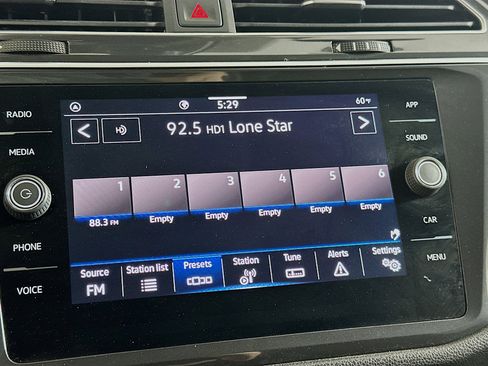 5:29
60°F
RADIO
MEDIA
PHONE
VOICE
APP
SOUND
CAR
MENU
<
92.5 HD1 Lone Star
>
1 2 3 4 5 6
88.3 FM Empty Empty Empty Empty Empty
Source Station list Presets Station Tune Alerts Settings
FM